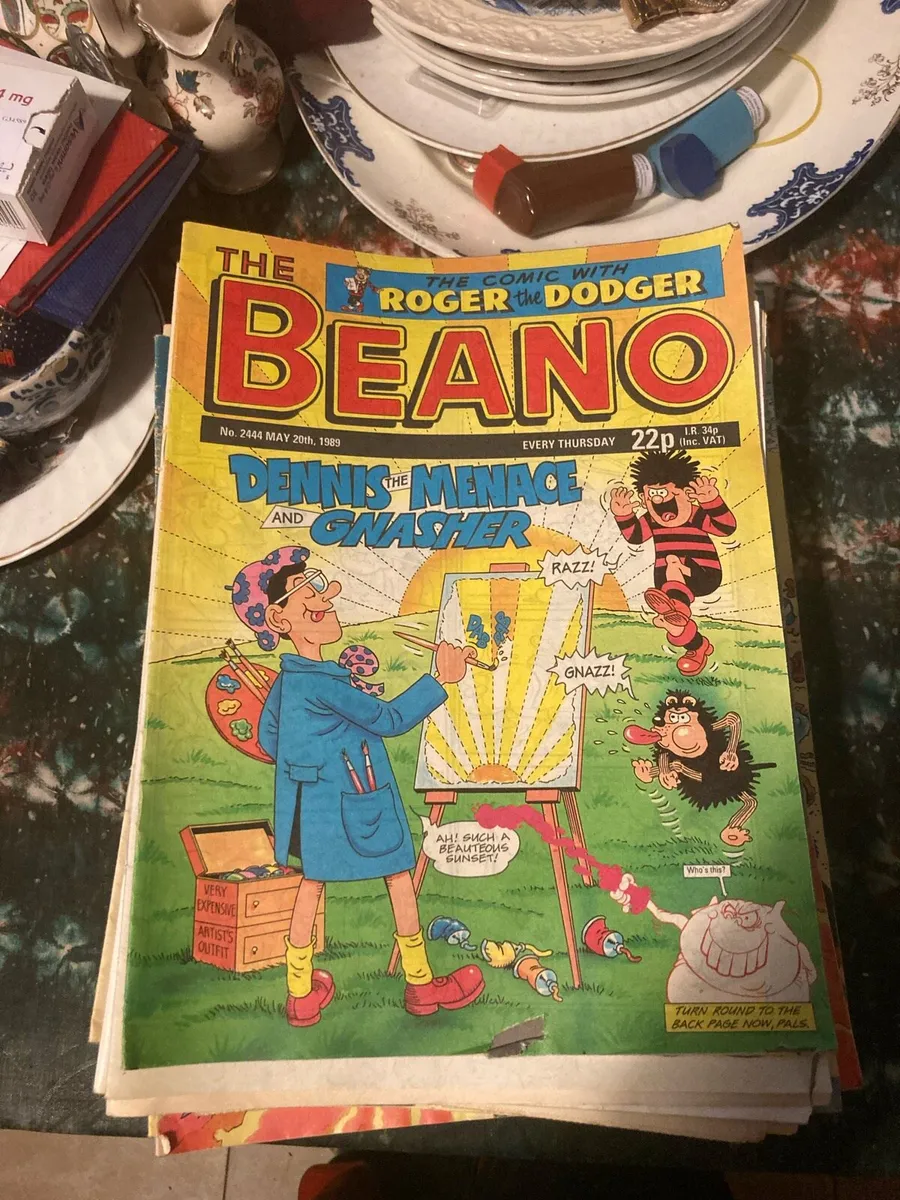 4 mg
THE
BEANO
THE COMIC WITH
ROGER the DODGER
No. 2444 MAY 20th, 1989
EVERY THURSDAY
22p
I.R. 34p
(Inc. VAT)
DENNIS THE MENACE
AND GNASHER
RAZZ!
GNAZZ!
AH! SUCH A
BEAUTEOUS
SUNSET!
VERY
EXPENSIVE
ARTIST'S
OUTFIT
Who's this?
TURN ROUND TO THE
BACK PAGE NOW, PALS.